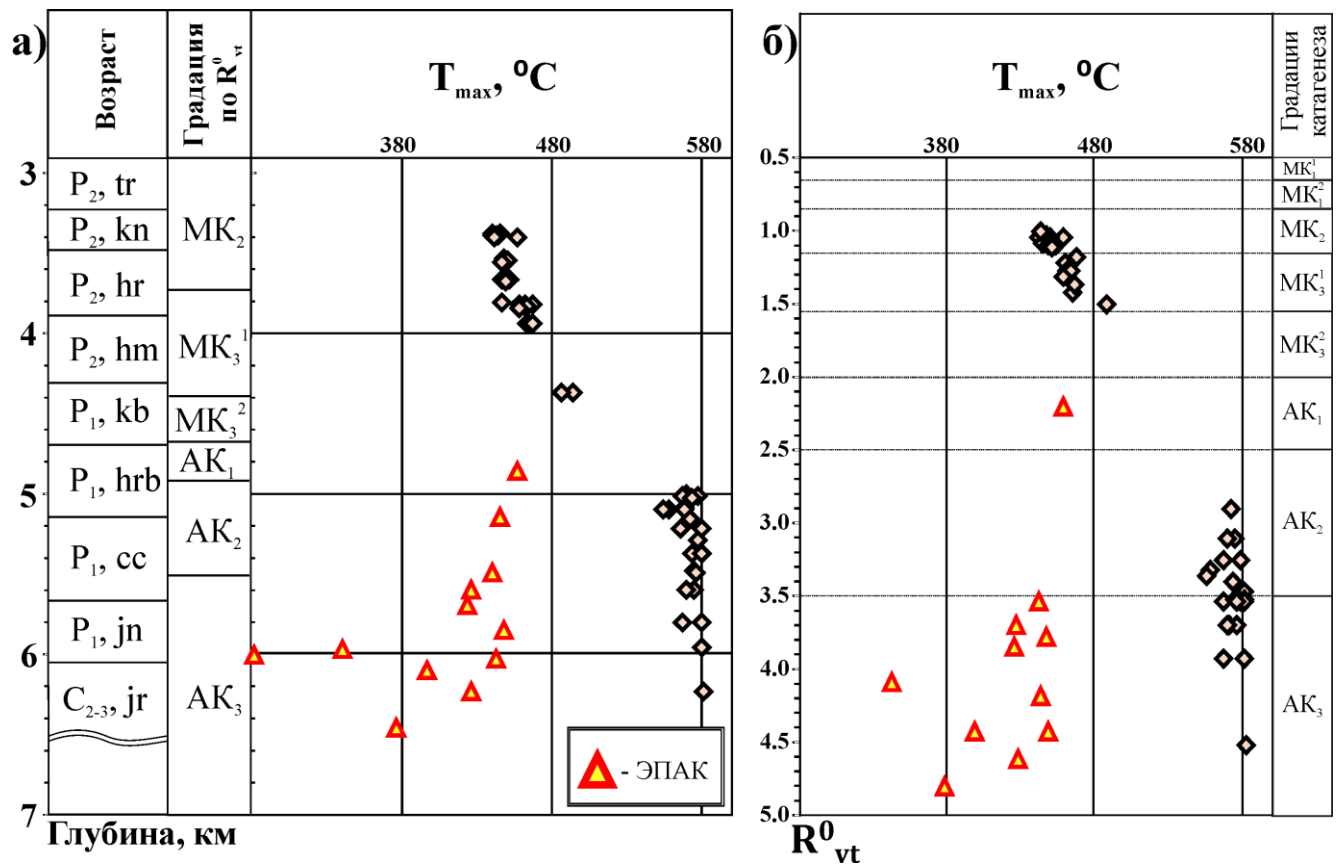 а)
Возраст
Градация
по R⁰vt
Tmax, ⁰C
380 480 580
3
4
5
6
7
P₂, tr
P₂, kn
P₂, hr
P₂, hm
P₁, kb
P₁, hrb
P₁, cc
P₁, jn
C₂₋₃, jr
МК₂
МК₃¹
МК₃²
АК₁
АК₂
АК₃
- ЭПАК
Глубина, км
б)
Tmax, ⁰C
Градации
катагенеза
380 480 580
0.5
1.0
1.5
2.0
2.5
3.0
3.5
4.0
4.5
5.0
МК₁¹
МК₁²
МК₂
МК₃¹
МК₃²
АК₁
АК₂
АК₃
R⁰vt